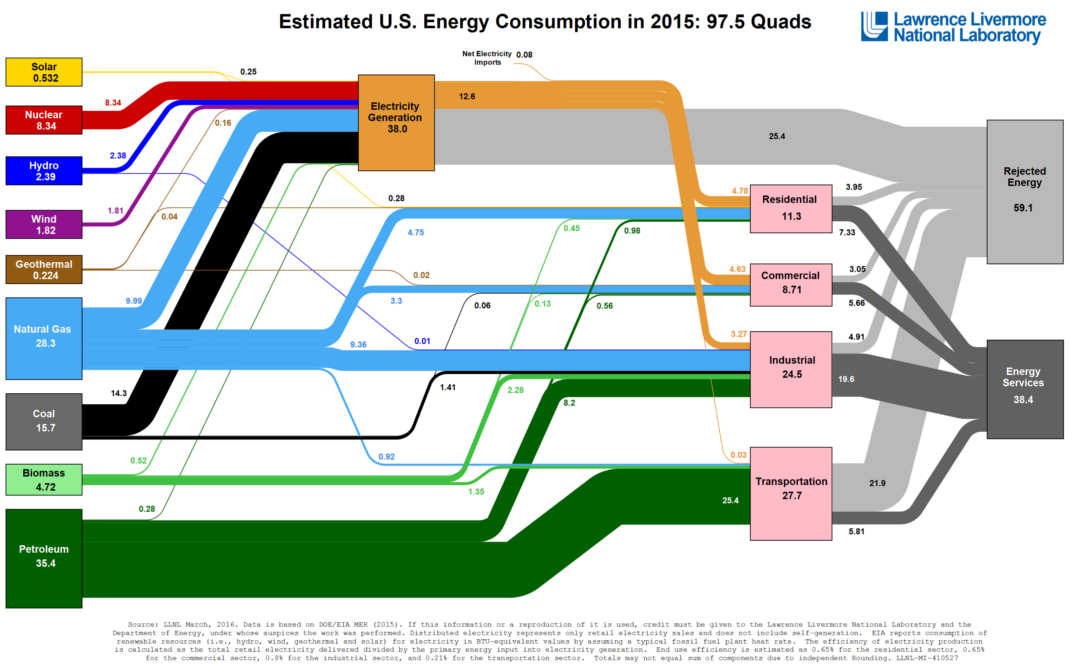 Estimated U.S. Energy Consumption in 2015: 97.5 Quads
Lawrence Livermore
National Laboratory
Net Electricity
Imports
0.08
Solar
0.532
0.25
Electricity
Generation
38.0
12.6
Nuclear
8.34
8.34
0.16
25.4
Rejected
Energy
59.1
Hydro
2.39
2.38
Wind
1.82
1.81
0.04
0.28
4.78
Residential
11.3
3.95
7.33
4.75
0.45
0.98
Geothermal
0.224
0.02
4.63
Commercial
8.71
3.05
5.66
Natural Gas
28.3
9.99
3.3
0.06
0.13
0.56
9.36
0.01
3.27
Industrial
24.5
4.91
19.6
Energy
Services
38.4
Coal
15.7
14.3
1.41
2.28
8.2
Biomass
4.72
0.52
0.92
1.35
0.03
Transportation
27.7
21.9
5.81
Petroleum
35.4
0.28
25.4
Source: LLNL March, 2016. Data is based on DOE/EIA MER (2015). If this information or a reproduction of it is used, credit must be given to the Lawrence Livermore National Laboratory and the
Department of Energy, under whose auspices the work was performed. Distributed electricity represents only retail electricity sales and does not include self-generation. EIA reports consumption of
renewable resources (i.e., hydro, wind, geothermal and solar) for electricity in BTU-equivalent values by assuming a typical fossil fuel plant heat rate. The efficiency of electricity production
is calculated as the total retail electricity delivered divided by the primary energy input into electricity generation. End use efficiency is estimated as 0.65% for the residential sector, 0.65%
for the commercial sector, 0.8% for the industrial sector, and 0.21% for the transportation sector. Totals may not equal sum of components due to independent Rounding. LLNL-MI-410527